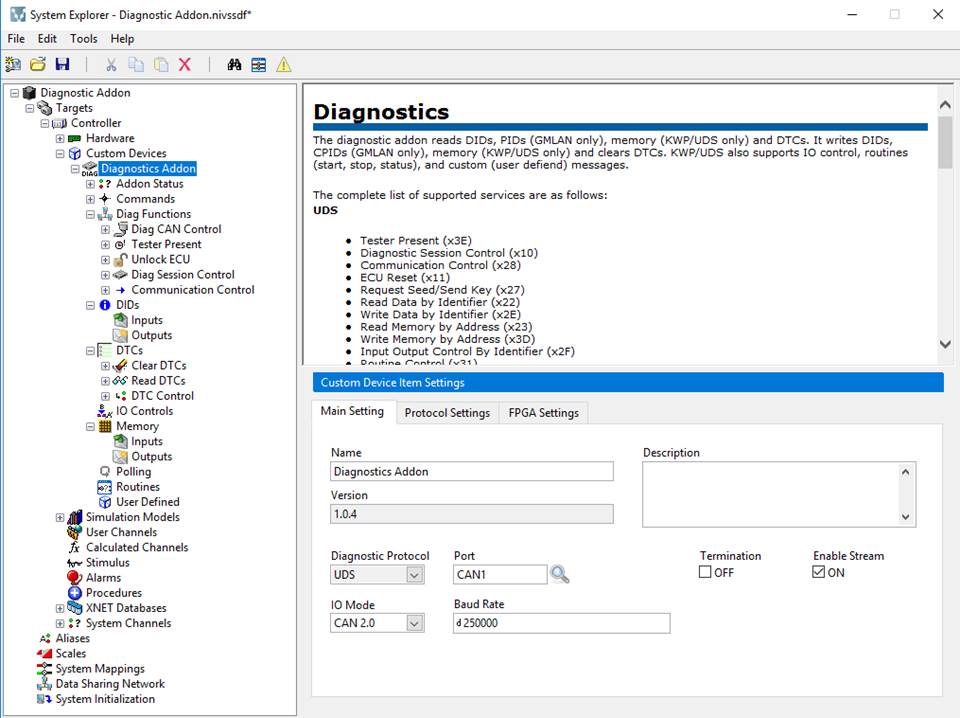 System Explorer - Diagnostic Addon.nivssdf*
File Edit Tools Help
Diagnostic Addon
Targets
Controller
Hardware
Custom Devices
DIAG Diagnostics Addon
Addon Status
Commands
Diag Functions
Diag CAN Control
Tester Present
Unlock ECU
Diag Session Control
Communication Control
DIDs
Inputs
Outputs
DTCs
Clear DTCs
Read DTCs
DTC Control
IO Controls
Memory
Inputs
Outputs
Polling
Routines
User Defined
Simulation Models
User Channels
Calculated Channels
Stimulus
Alarms
Procedures
XNET Databases
System Channels
Aliases
Scales
System Mappings
Data Sharing Network
System Initialization
Diagnostics
The diagnostic addon reads DIDs, PIDs (GMLAN only), memory (KWP/UDS only) and DTCs. It writes DIDs,
CPIDs (GMLAN only), memory (KWP/UDS only) and clears DTCs. KWP/UDS also supports IO control, routines
(start, stop, status), and custom (user defiend) messages.
The complete list of supported services are as follows:
UDS
• Tester Present (x3E)
• Diagnostic Session Control (x10)
• Communication Control (x28)
• ECU Reset (x11)
• Request Seed/Send Key (x27)
• Read Data by Identifier (x22)
• Write Data by Identifier (x2E)
• Read Memory by Address (x23)
• Write Memory by Address (x3D)
• Input Output Control By Identifier (x2F)
• Routine Control (x31)
Custom Device Item Settings
Main Setting Protocol Settings FPGA Settings
Name Description
Diagnostics Addon
Version
1.0.4
Diagnostic Protocol Port Termination Enable Stream
UDS CAN1 OFF ON
IO Mode Baud Rate
CAN 2.0 d 250000